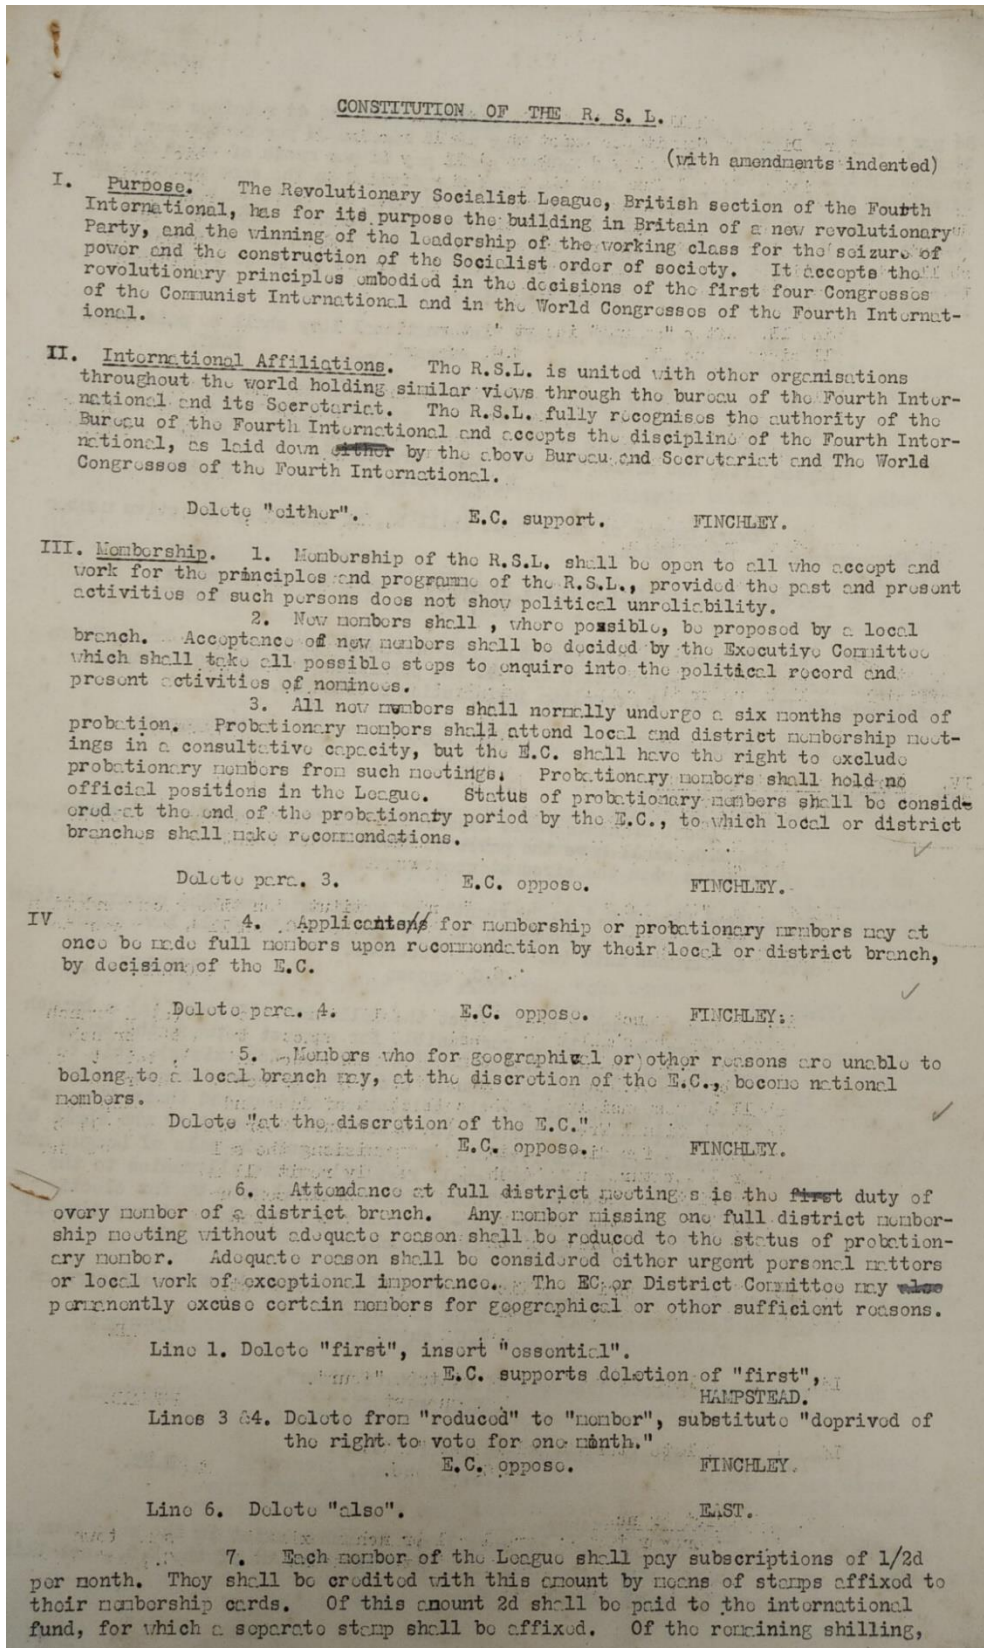 CONSTITUTION OF THE R. S. L.
(with amendments indented)
I. Purpose. The Revolutionary Socialist League, British section of the Fourth
International, has for its purpose the building in Britain of a new revolutionary
Party, and the winning of the leadership of the working class for the seizure of
power and the construction of the Socialist order of society. It accepts the
revolutionary principles embodied in the decisions of the first four Congresses
of the Communist International and in the World Congresses of the Fourth Internat-
ional.
II. International Affiliations. The R.S.L. is united with other organisations
throughout the world holding similar views through the bureau of the Fourth Inter-
national and its Secretariat. The R.S.L. fully recognises the authority of the
Bureau of the Fourth International and accepts the discipline of the Fourth Inter-
national, as laid down either by the above Bureau and Secretariat and The World
Congresses of the Fourth International.
Delete "either". E.C. support. FINCHLEY.
III. Membership. 1. Membership of the R.S.L. shall be open to all who accept and
work for the principles and programme of the R.S.L., provided the past and present
activities of such persons does not show political unreliability.
2. New members shall , where possible, be proposed by a local
branch. Acceptance of new members shall be decided by the Executive Committee
which shall take all possible steps to enquire into the political record and
present activities of nominees.
3. All new members shall normally undergo a six months period of
probation. Probationary members shall attend local and district membership meet-
ings in a consultative capacity, but the E.C. shall have the right to exclude
probationary members from such meetings. Probationary members shall hold no
official positions in the League. Status of probationary members shall be consid-
ered at the end of the probationary period by the E.C., to which local or district
branches shall make recommendations.
Delete para. 3. E.C. oppose. FINCHLEY.
IV 4. Applicants for membership or probationary members may at
once be made full members upon recommendation by their local or district branch,
by decision of the E.C.
Delete para. 4. E.C. oppose. FINCHLEY.
5. Members who for geographical or other reasons are unable to
belong to a local branch may, at the discretion of the E.C., become national
members.
Delete "at the discretion of the E.C."
E.C. oppose. FINCHLEY.
6. Attendance at full district meeting s is the first duty of
every member of a district branch. Any member missing one full district member-
ship meeting without adequate reason shall be reduced to the status of probation-
ary member. Adequate reason shall be considered either urgent personal matters
or local work of exceptional importance. The EC or District Committee may also
permanently excuse certain members for geographical or other sufficient reasons.
Line 1. Delete "first", insert "essential".
E.C. supports deletion of "first",
HAMPSTEAD.
Lines 3 &4. Delete from "reduced" to "member", substitute "deprived of
the right to vote for one month."
E.C. oppose. FINCHLEY.
Line 6. Delete "also". EAST.
7. Each member of the League shall pay subscriptions of 1/2d
per month. They shall be credited with this amount by means of stamps affixed to
their membership cards. Of this amount 2d shall be paid to the international
fund, for which a separate stamp shall be affixed. Of the remaining shilling,